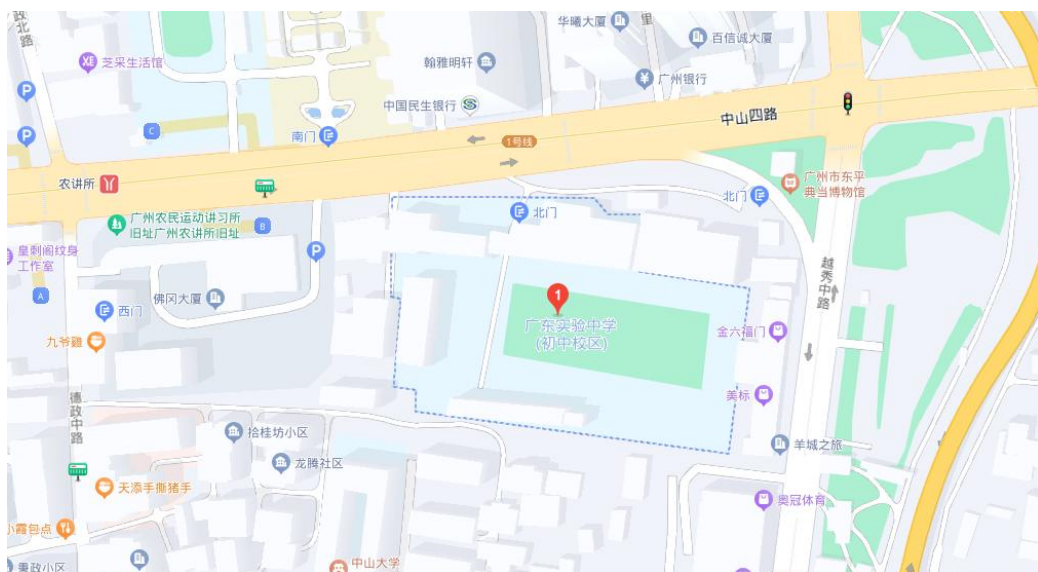 政北路
华曦大厦
里
百信诚大厦
芝采生活馆
翰雅明轩
广州银行
P
中国民生银行
中山四路
C
南门
P
1号线
农讲所
广州市东平
典当博物馆
北门
北门
广州农民运动讲习所
旧址广州农讲所旧址
B
皇刺阁纹身
工作室
P
越秀中路
A
西门
佛冈大厦
1
广东实验中学
(初中校区)
金六福门
九爷鷄
美标
德政中路
拾桂坊小区
羊城之旅
龙腾社区
天添手撕猪手
奥冠体育
小霞包点
中山大学
秉政小区